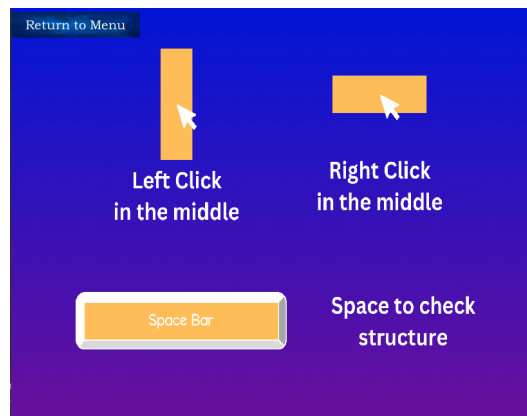 Return to Menu
Left Click
in the middle
Right Click
in the middle
Space Bar
Space to check
structure